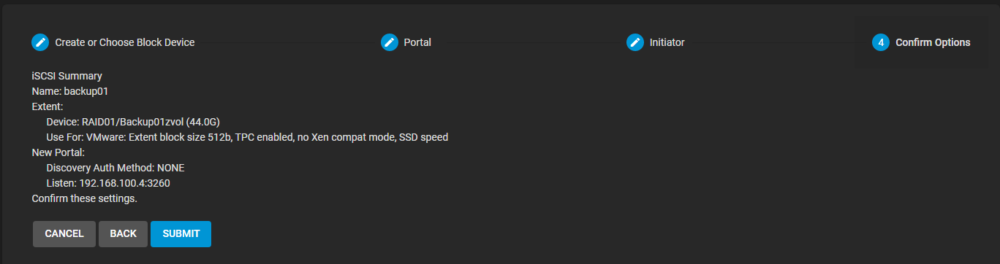 Create or Choose Block Device
Portal
Initiator
4 Confirm Options
iSCSI Summary
Name: backup01
Extent:
Device: RAID01/Backup01zvol (44.0G)
Use For: VMware: Extent block size 512b, TPC enabled, no Xen compat mode, SSD speed
New Portal:
Discovery Auth Method: NONE
Listen: 192.168.100.4:3260
Confirm these settings.
CANCEL BACK SUBMIT